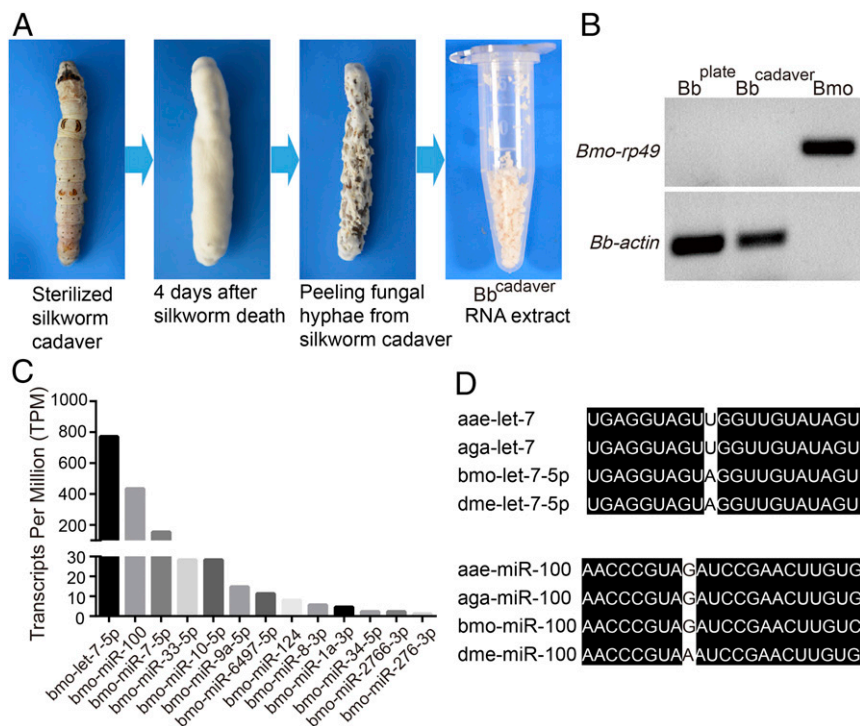 A
Sterilized
silkworm
cadaver
4 days after
silkworm death
Peeling fungal
hyphae from
silkworm cadaver
Bb cadaver
RNA extract
B
Bb plate Bb cadaver Bmo
Bmo-rp49
Bb-actin
C
Transcripts Per Million (TPM)
1000
800
600
400
200
30
20
10
0
bmo-let-7-5p
bmo-miR-100
bmo-miR-7-5p
bmo-miR-33-5p
bmo-miR-10-5p
bmo-miR-9a-5p
bmo-miR-6497-5p
bmo-miR-124
bmo-miR-8-3p
bmo-miR-1a-3p
bmo-miR-34-5p
bmo-miR-2766-3p
bmo-miR-276-3p
D
aae-let-7 UGAGGUAGUUGGUUGUAUAGU
aga-let-7 UGAGGUAGUUGGUUGUAUAGU
bmo-let-7-5p UGAGGUAGUAGGUUGUAUAGU
dme-let-7-5p UGAGGUAGUAGGUUGUAUAGU
aae-miR-100 AACCCGUAGAUCCGAACUUGUG
aga-miR-100 AACCCGUAGAUCCGAACUUGUG
bmo-miR-100 AACCCGUAGAUCCGAACUUGUC
dme-miR-100 AACCCGUAAAUCCGAACUUGUG